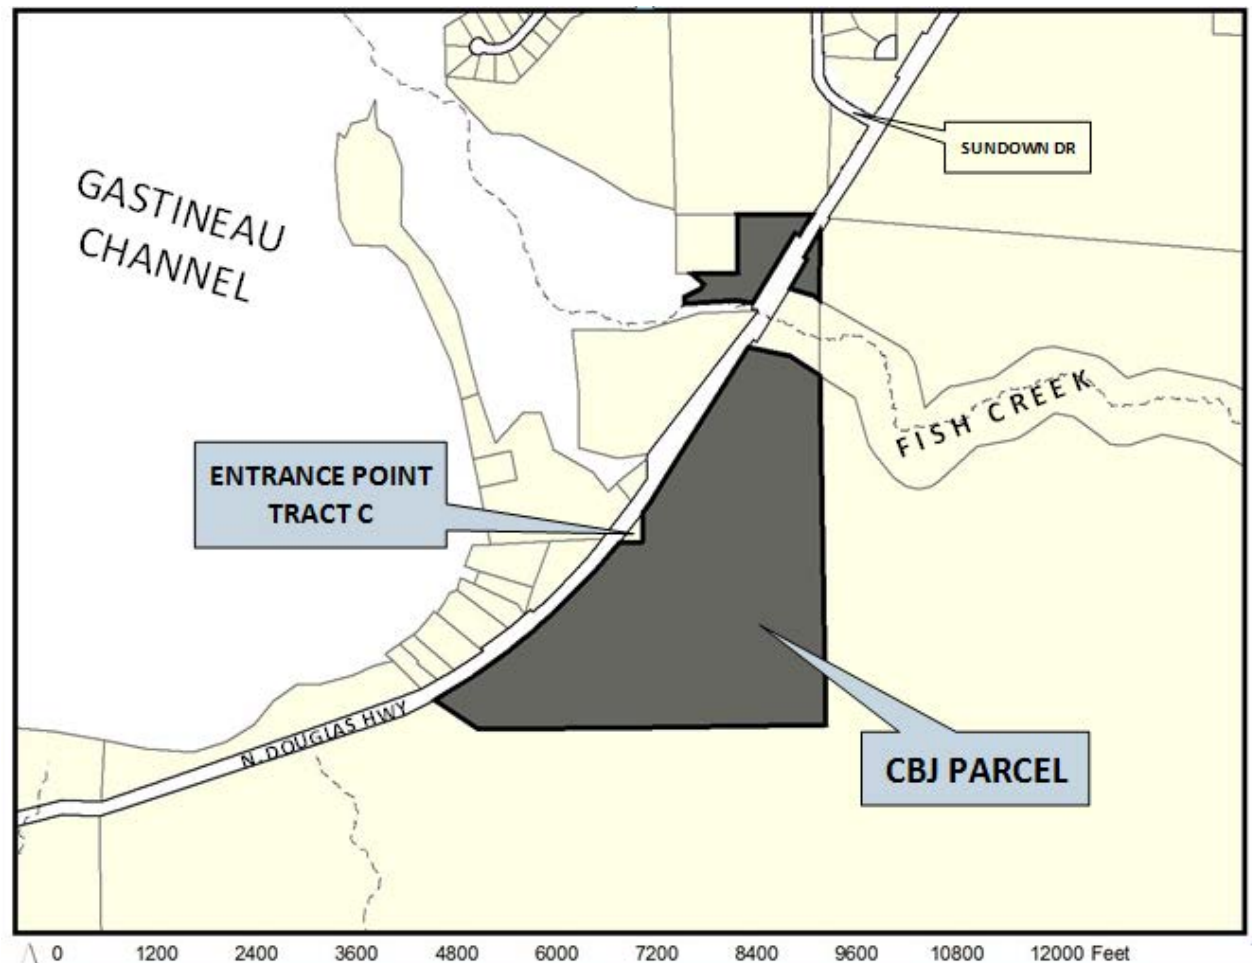 SUNDOWN DR
GASTINEAU
CHANNEL
FISH CREEK
ENTRANCE POINT
TRACT C
N. DOUGLAS HWY
CBJ PARCEL
0 1200 2400 3600 4800 6000 7200 8400 9600 10800 12000 Feet